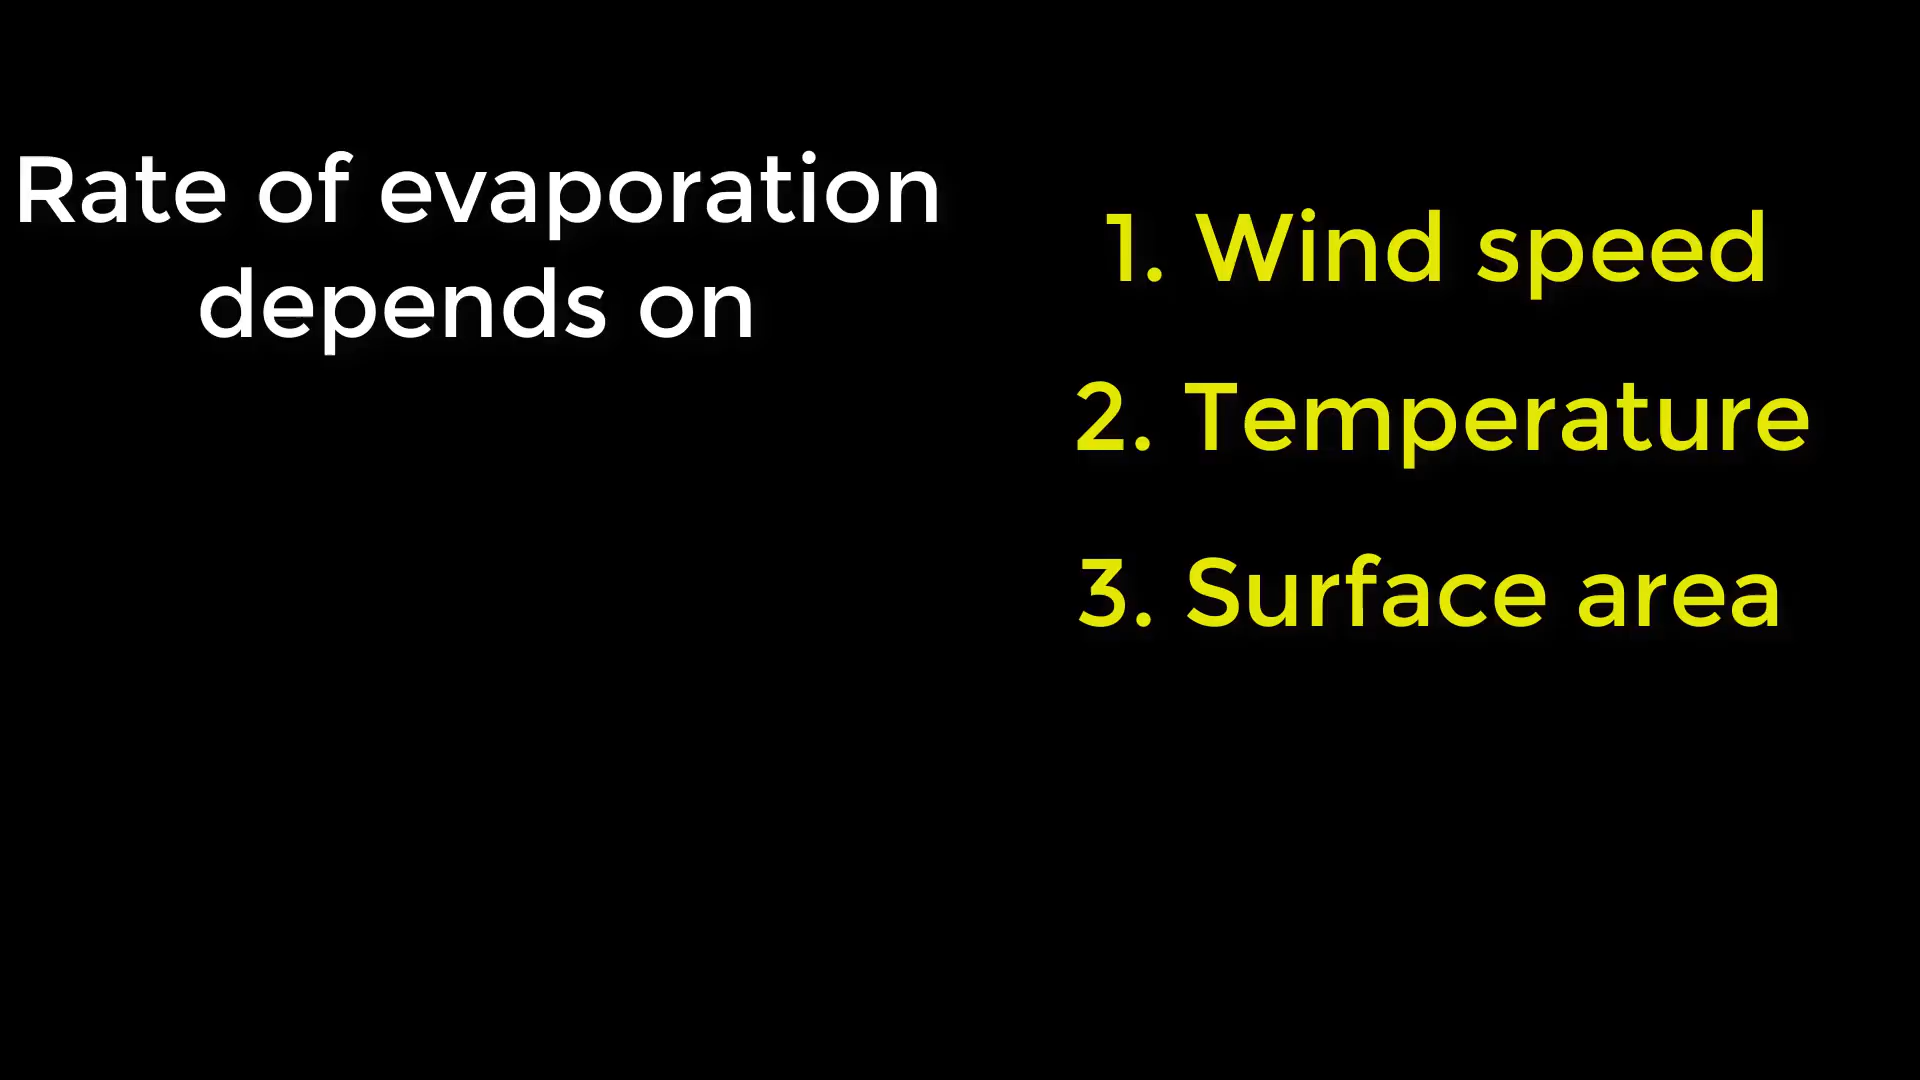 Rate of evaporation
depends on
1. Wind speed
2. Temperature
3. Surface area